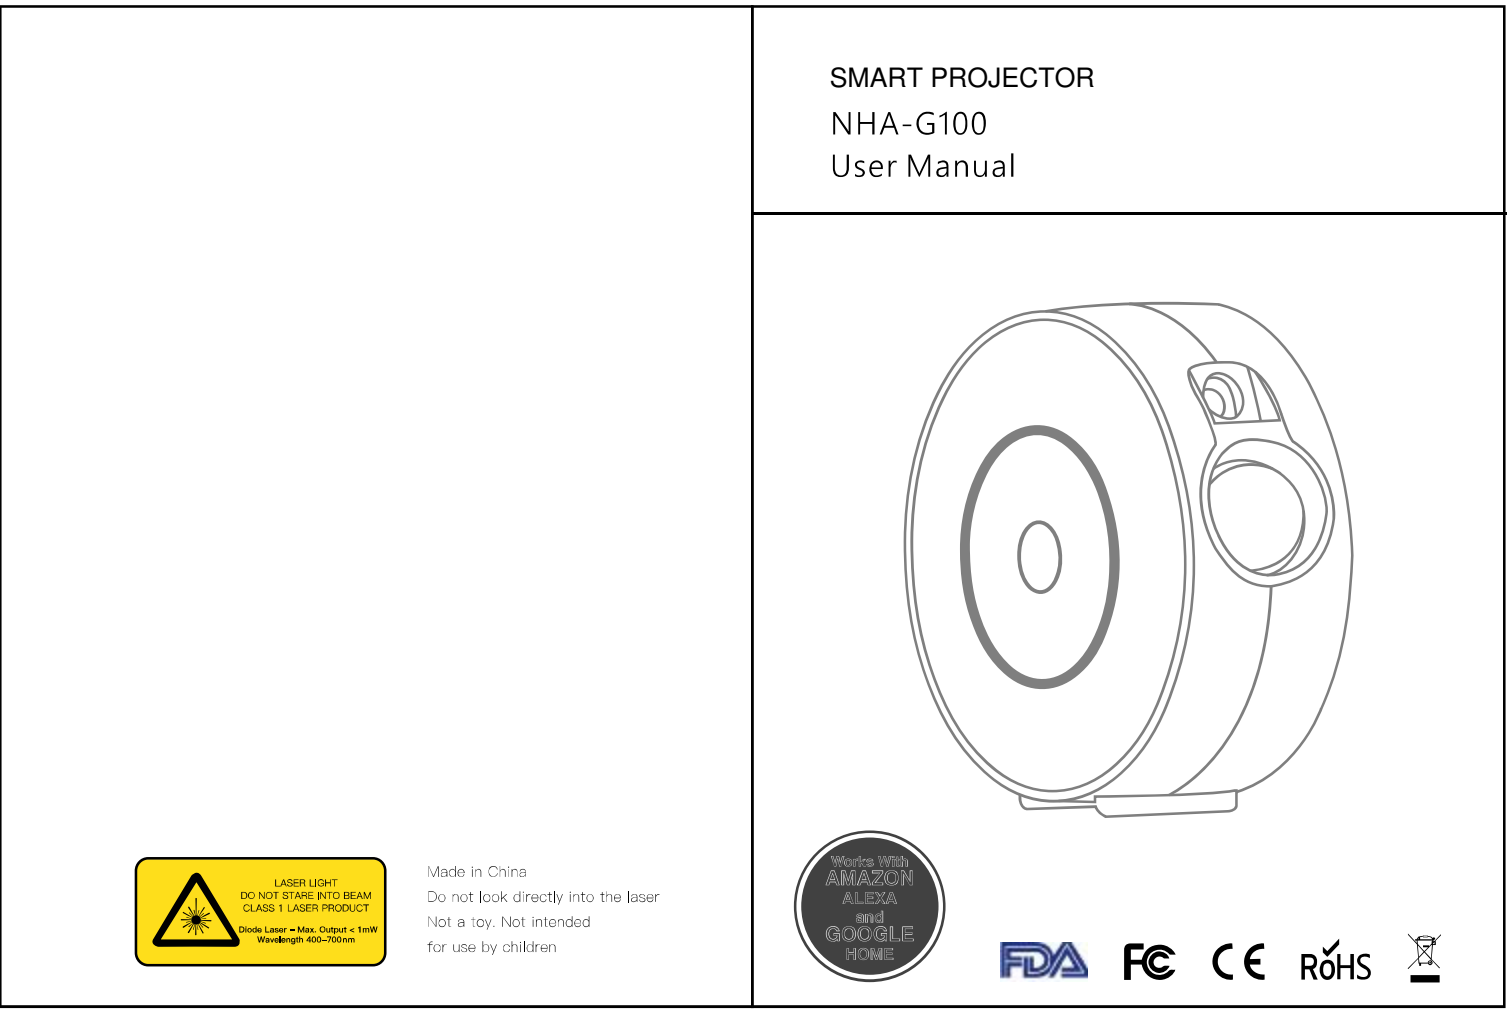 SMART PROJECTOR
NHA-G100
User Manual
LASER LIGHT
DO NOT STARE INTO BEAM
CLASS 1 LASER PRODUCT
Diode Laser – Max. Output < 1mW
Wavelength 400–700nm
Made in China
Do not look directly into the laser
Not a toy. Not intended
for use by children
Works With
AMAZON
ALEXA
and
GOOGLE
HOME
FDA FC CE RoHS